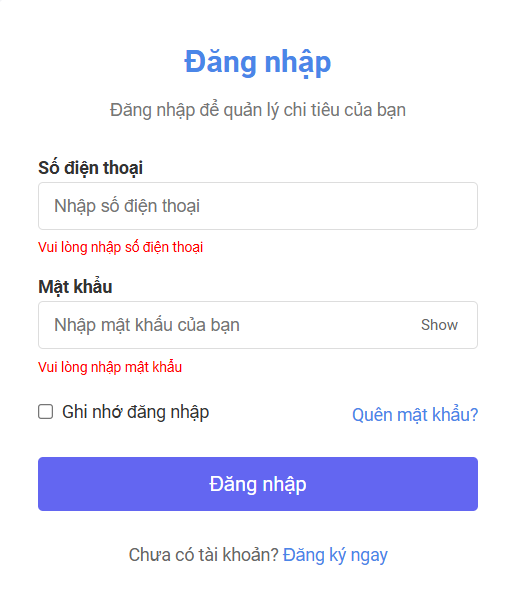 Đăng nhập
Đăng nhập để quản lý chi tiêu của bạn
Số điện thoại
Nhập số điện thoại
Vui lòng nhập số điện thoại
Mật khẩu
Nhập mật khẩu của bạn Show
Vui lòng nhập mật khẩu
Ghi nhớ đăng nhập Quên mật khẩu?
Đăng nhập
Chưa có tài khoản? Đăng ký ngay